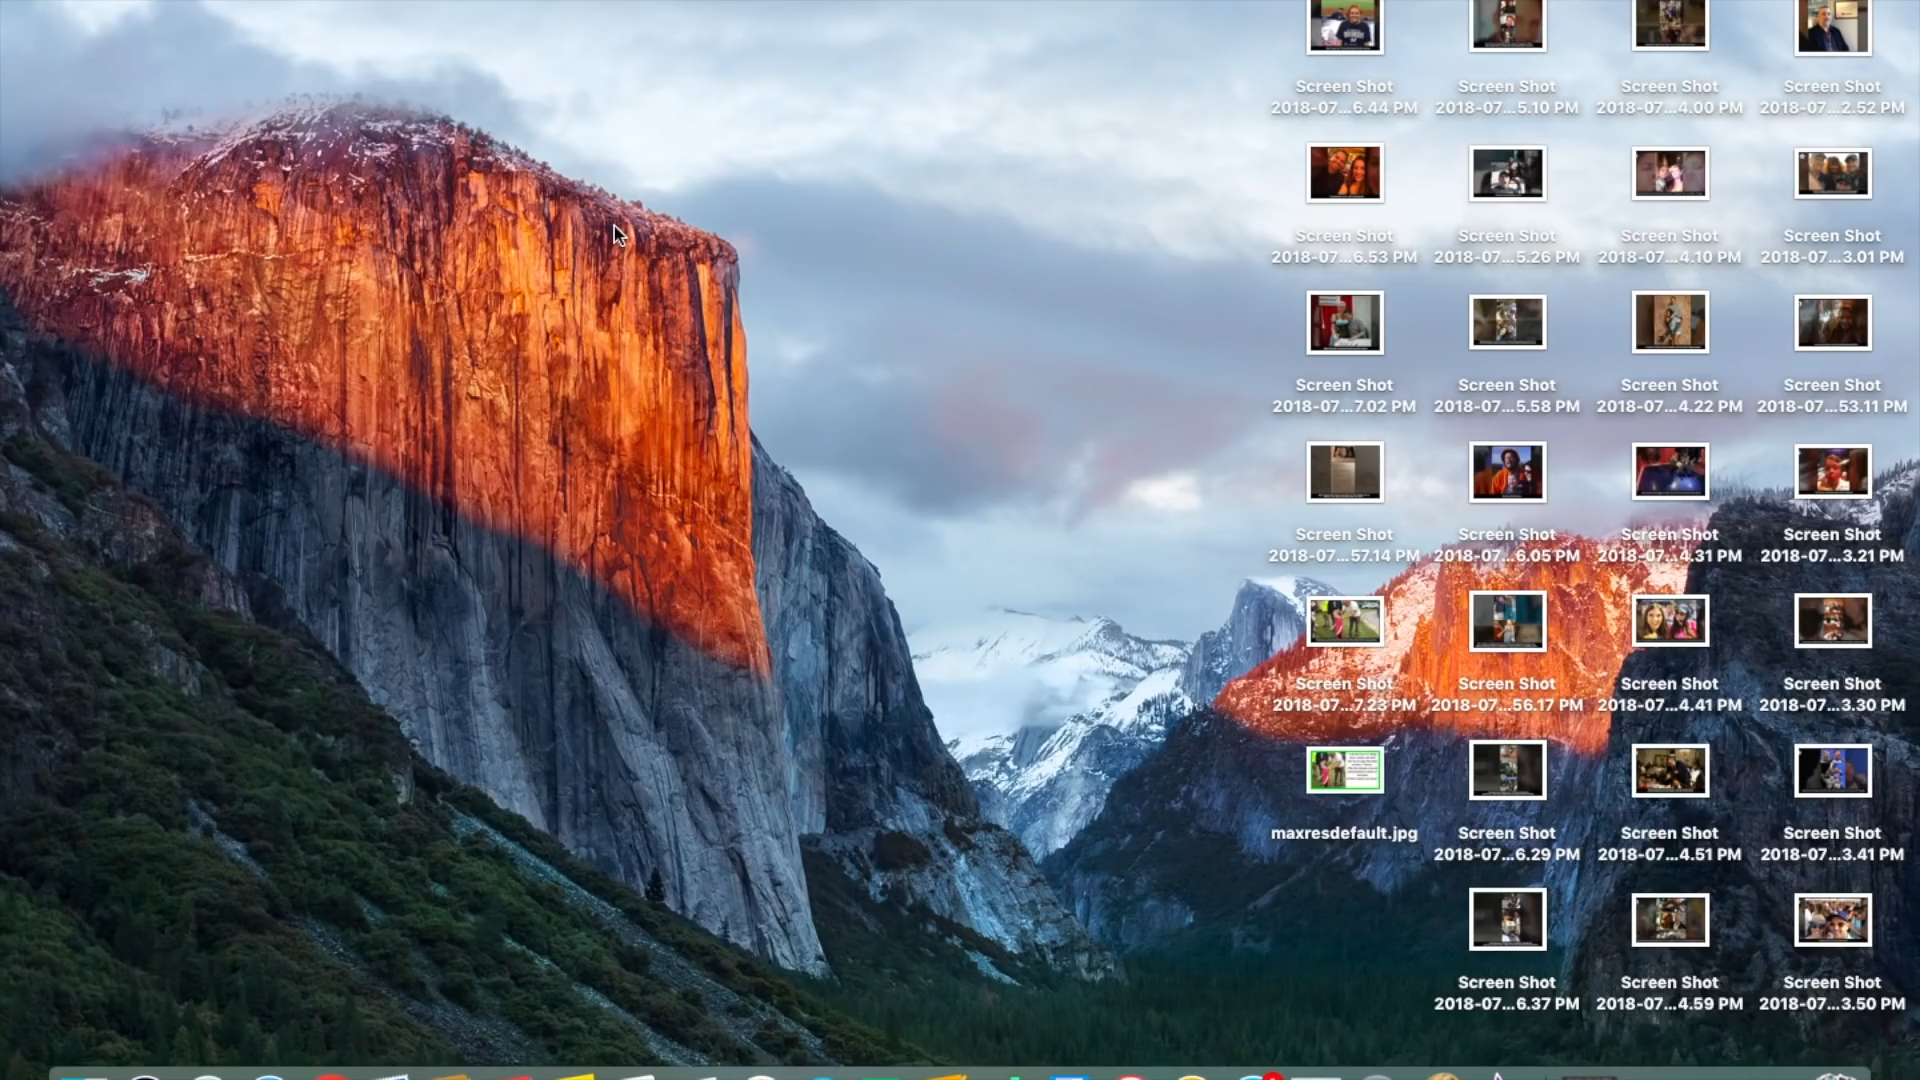 Screen Shot
2018-07...6.44 PM
Screen Shot
2018-07...5.10 PM
Screen Shot
2018-07...4.00 PM
Screen Shot
2018-07...2.52 PM
Screen Shot
2018-07...6.53 PM
Screen Shot
2018-07...5.26 PM
Screen Shot
2018-07...4.10 PM
Screen Shot
2018-07...3.01 PM
Screen Shot
2018-07...7.02 PM
Screen Shot
2018-07...5.58 PM
Screen Shot
2018-07...4.22 PM
Screen Shot
2018-07...53.11 PM
Screen Shot
2018-07...57.14 PM
Screen Shot
2018-07...6.05 PM
Screen Shot
2018-07...4.31 PM
Screen Shot
2018-07...3.21 PM
Screen Shot
2018-07...7.23 PM
Screen Shot
2018-07...56.17 PM
Screen Shot
2018-07...4.41 PM
Screen Shot
2018-07...3.30 PM
maxresdefault.jpg
Screen Shot
2018-07...6.29 PM
Screen Shot
2018-07...4.51 PM
Screen Shot
2018-07...3.41 PM
Screen Shot
2018-07...6.37 PM
Screen Shot
2018-07...4.59 PM
Screen Shot
2018-07...3.50 PM